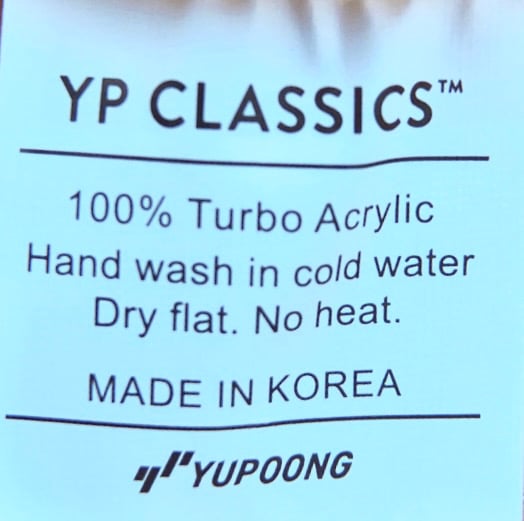 YP CLASSICS™
100% Turbo Acrylic
Hand wash in cold water
Dry flat. No heat.
MADE IN KOREA
YUPOONG